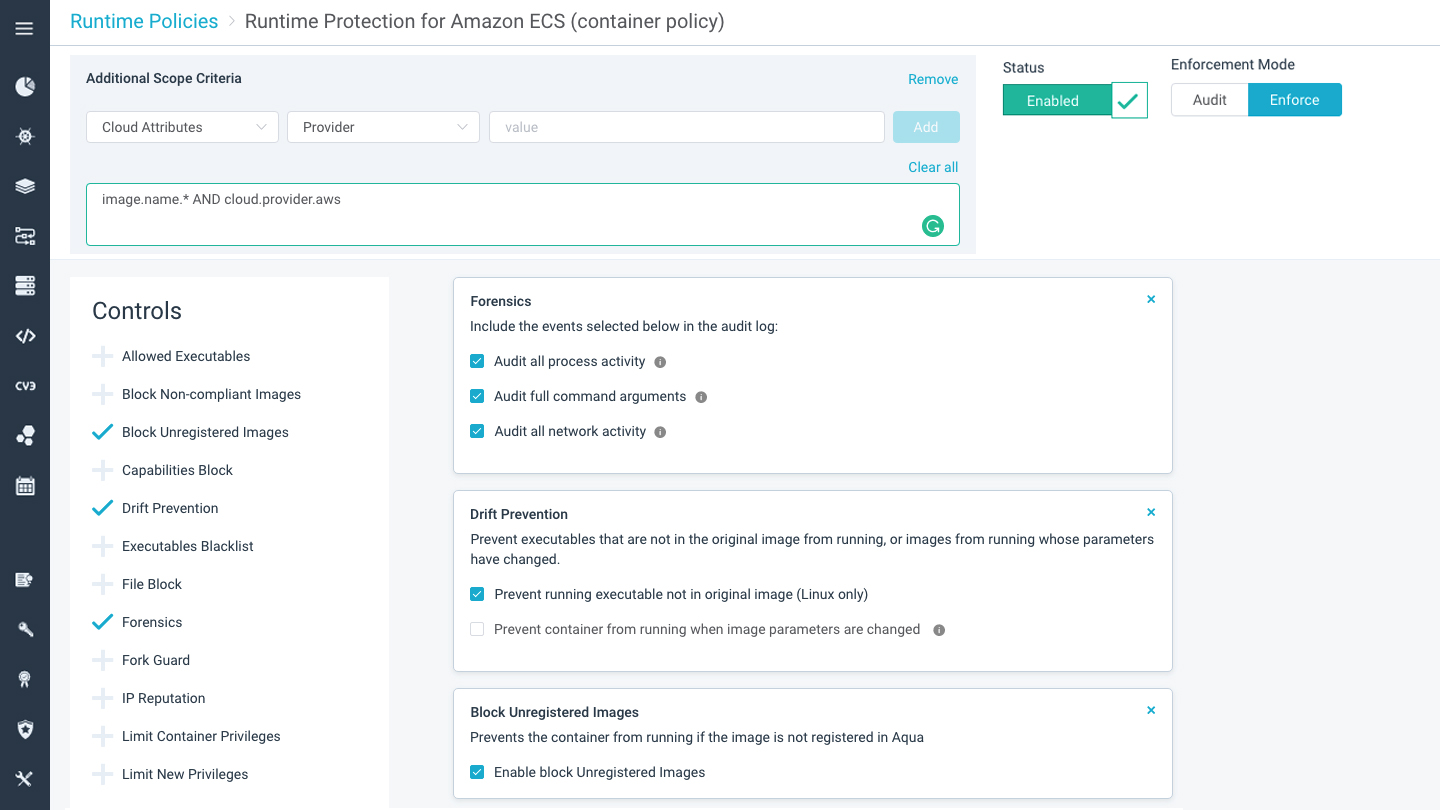 Runtime Policies > Runtime Protection for Amazon ECS (container policy)
Additional Scope Criteria
Remove
Cloud Attributes
Provider
value
Add
Clear all
image.name.* AND cloud.provider.aws
Status
Enabled
Enforcement Mode
Audit
Enforce
CV3
Controls
Allowed Executables
Block Non-compliant Images
Block Unregistered Images
Capabilities Block
Drift Prevention
Executables Blacklist
File Block
Forensics
Fork Guard
IP Reputation
Limit Container Privileges
Limit New Privileges
Forensics
Include the events selected below in the audit log:
Audit all process activity
Audit full command arguments
Audit all network activity
Drift Prevention
Prevent executables that are not in the original image from running, or images from running whose parameters
have changed.
Prevent running executable not in original image (Linux only)
Prevent container from running when image parameters are changed
Block Unregistered Images
Prevents the container from running if the image is not registered in Aqua
Enable block Unregistered Images